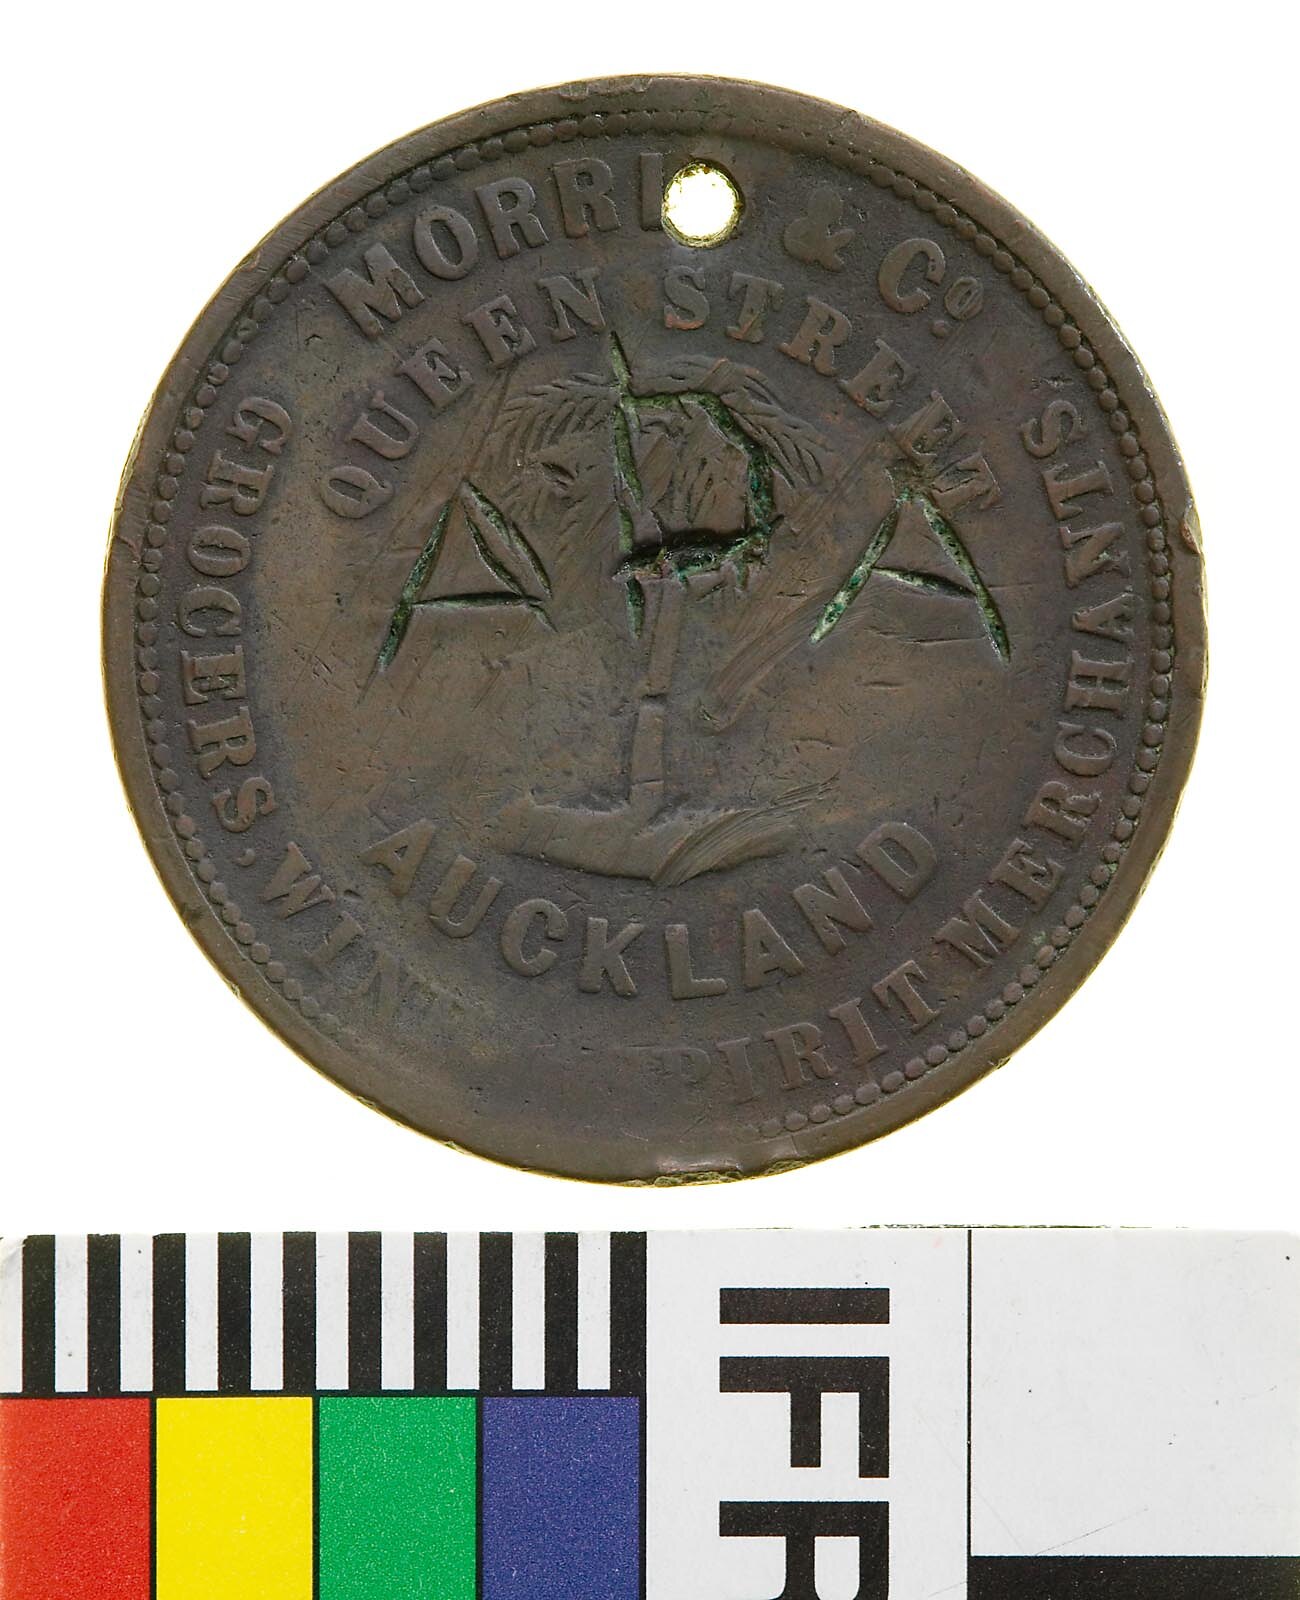 MORRI & Co.
QUEEN STREET
APA
AUCKLAND
GROCERS, WIN PIRIT MERCHANTS.
IFR